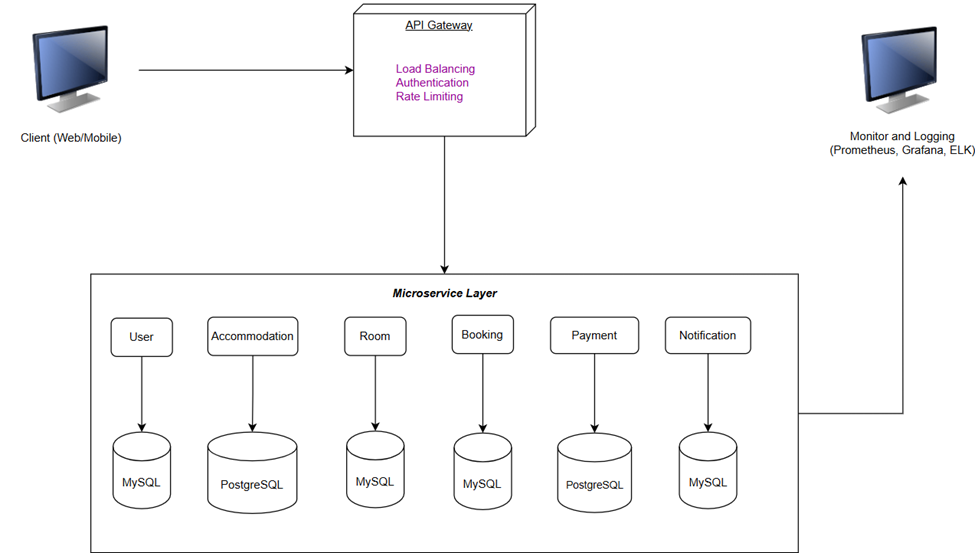 API Gateway
Load Balancing
Authentication
Rate Limiting
Client (Web/Mobile)
Monitor and Logging
(Prometheus, Grafana, ELK)
Microservice Layer
User
Accommodation
Room
Booking
Payment
Notification
MySQL
PostgreSQL
MySQL
MySQL
PostgreSQL
MySQL